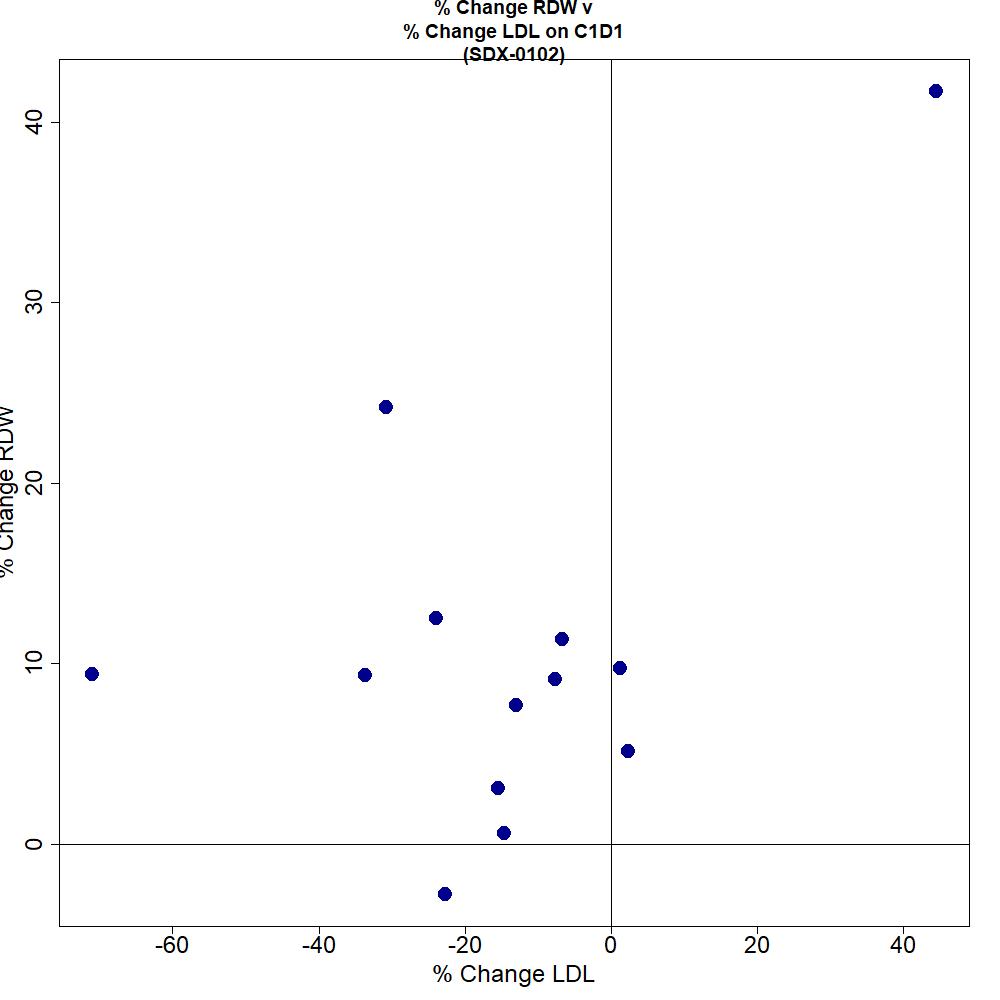 % Change RDW v
% Change LDL on C1D1
(SDX-0102)
% Change RDW
40
30
20
10
0
-60 -40 -20 0 20 40
% Change LDL